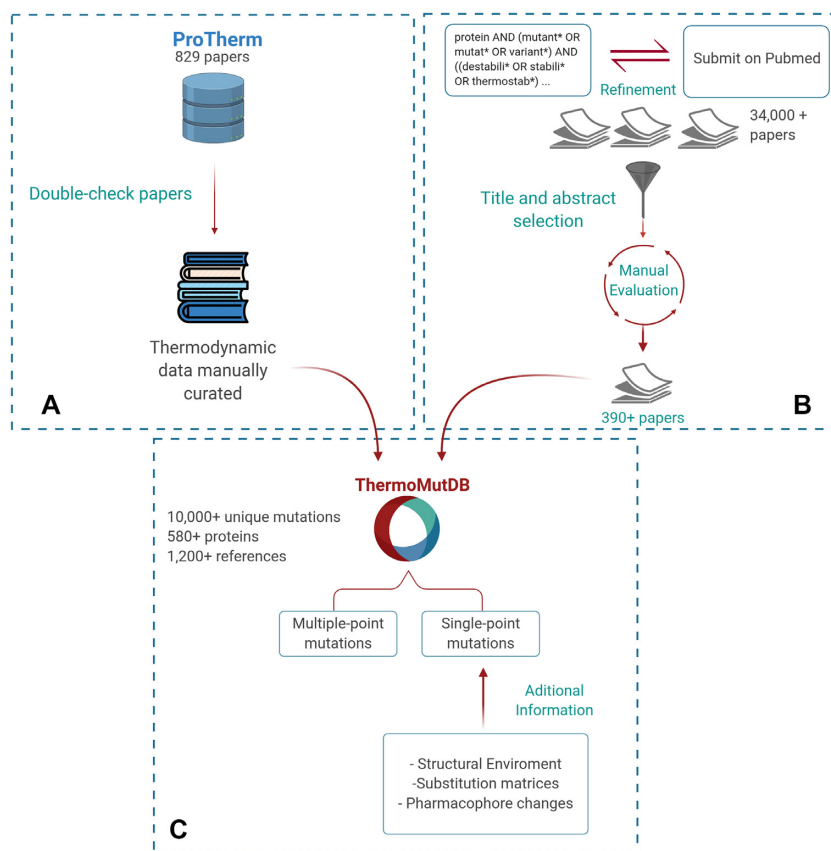 ProTherm
829 papers
Double-check papers
Thermodynamic
data manually
curated
A
protein AND (mutant* OR
mutat* OR variant*) AND
((destabili* OR stabili*
OR thermostab*) ...
Submit on Pubmed
Refinement
34,000 +
papers
Title and abstract
selection
Manual
Evaluation
390+ papers
B
ThermoMutDB
10,000+ unique mutations
580+ proteins
1,200+ references
Multiple-point
mutations
Single-point
mutations
Aditional
Information
- Structural Enviroment
-Substitution matrices
- Pharmacophore changes
C